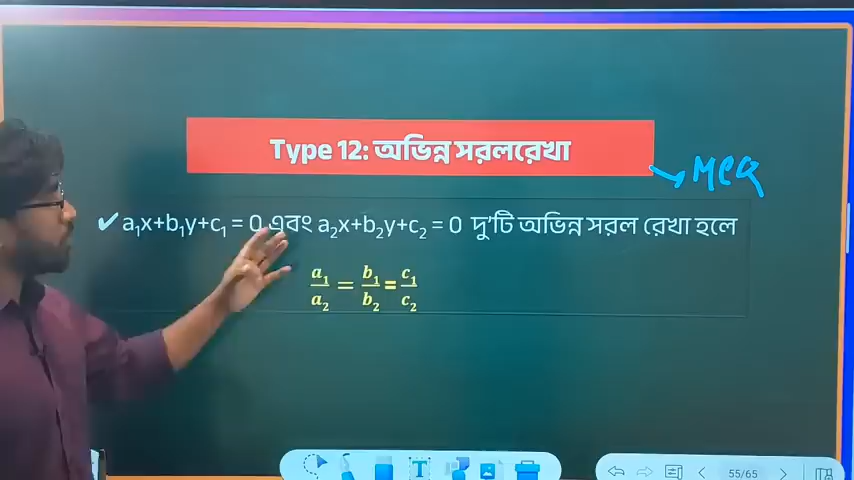 Type 12: অভিন্ন সরলরেখা
→ MCQ
✔ a₁x+b₁y+c₁ = 0 এবং a₂x+b₂y+c₂ = 0 দু'টি অভিন্ন সরল রেখা হলে
a₁/a₂ = b₁/b₂ = c₁/c₂
T
55/65